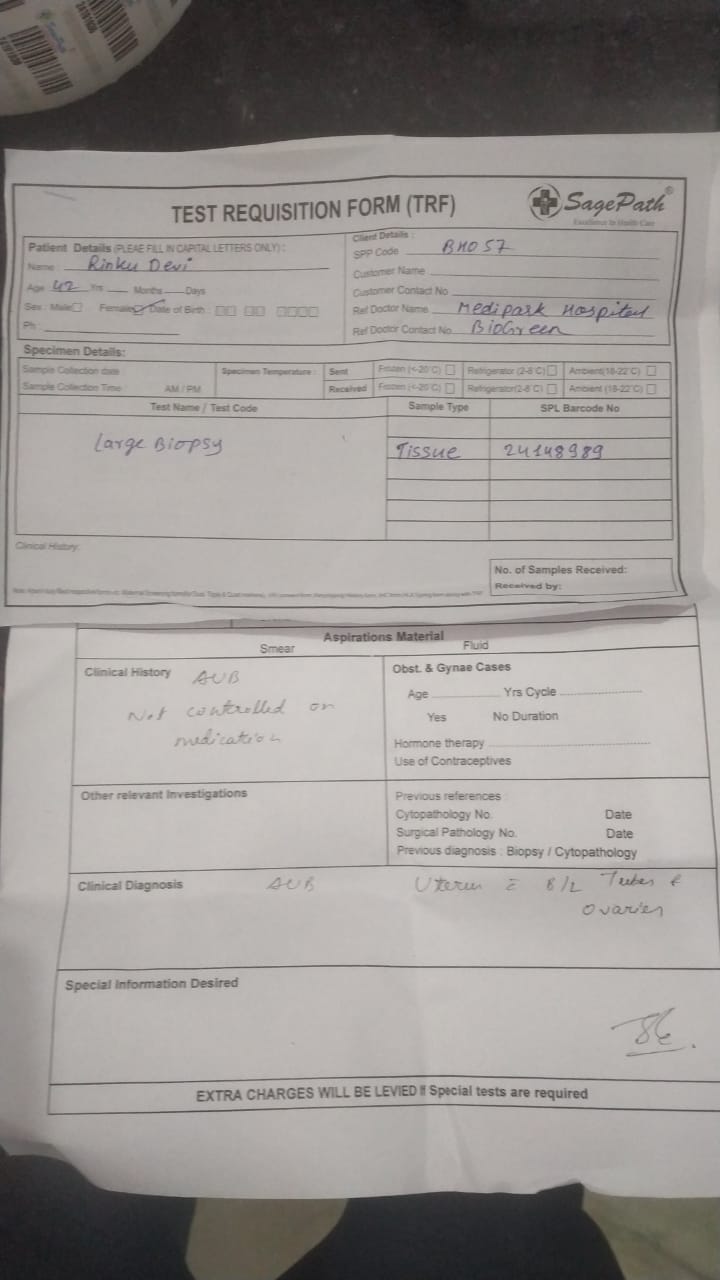 TEST REQUISITION FORM (TRF)
SagePath®
Excellence In Health Care
Patient Details (PLEAE FILL IN CAPITAL LETTERS ONLY) :
Name : Rinku Devi
Age 42 Yrs Months Days
Sex : Male Female Date of Birth :
Ph :
Client Details :
SPP Code BH057
Customer Name
Customer Contact No
Ref Doctor Name Medipark Hospital
Ref Doctor Contact No. BioGreen
Specimen Details:
Sample Collection date
Sample Collection Time AM / PM
Specimen Temperature : Sent Frozen (<-20°C) Refrigerator (2-8°C) Ambient(18-22°C)
Received Frozen (<-20°C) Refrigerator(2-8°C) Ambient (18-22°C)
Test Name / Test Code Sample Type SPL Barcode No
Large Biopsy Tissue 24148989
Clinical History:
No. of Samples Received:
Received by:
Aspirations Material
Smear Fluid
Clinical History AUB
Not controlled on
medication
Obst. & Gynae Cases
Age Yrs Cycle
Yes No Duration
Hormone therapy
Use of Contraceptives
Other relevant Investigations
Previous references
Cytopathology No. Date
Surgical Pathology No. Date
Previous diagnosis : Biopsy / Cytopathology
Clinical Diagnosis AUB Uterus c̄ B/L Tubes &
Ovaries
Special Information Desired
EXTRA CHARGES WILL BE LEVIED If Special tests are required